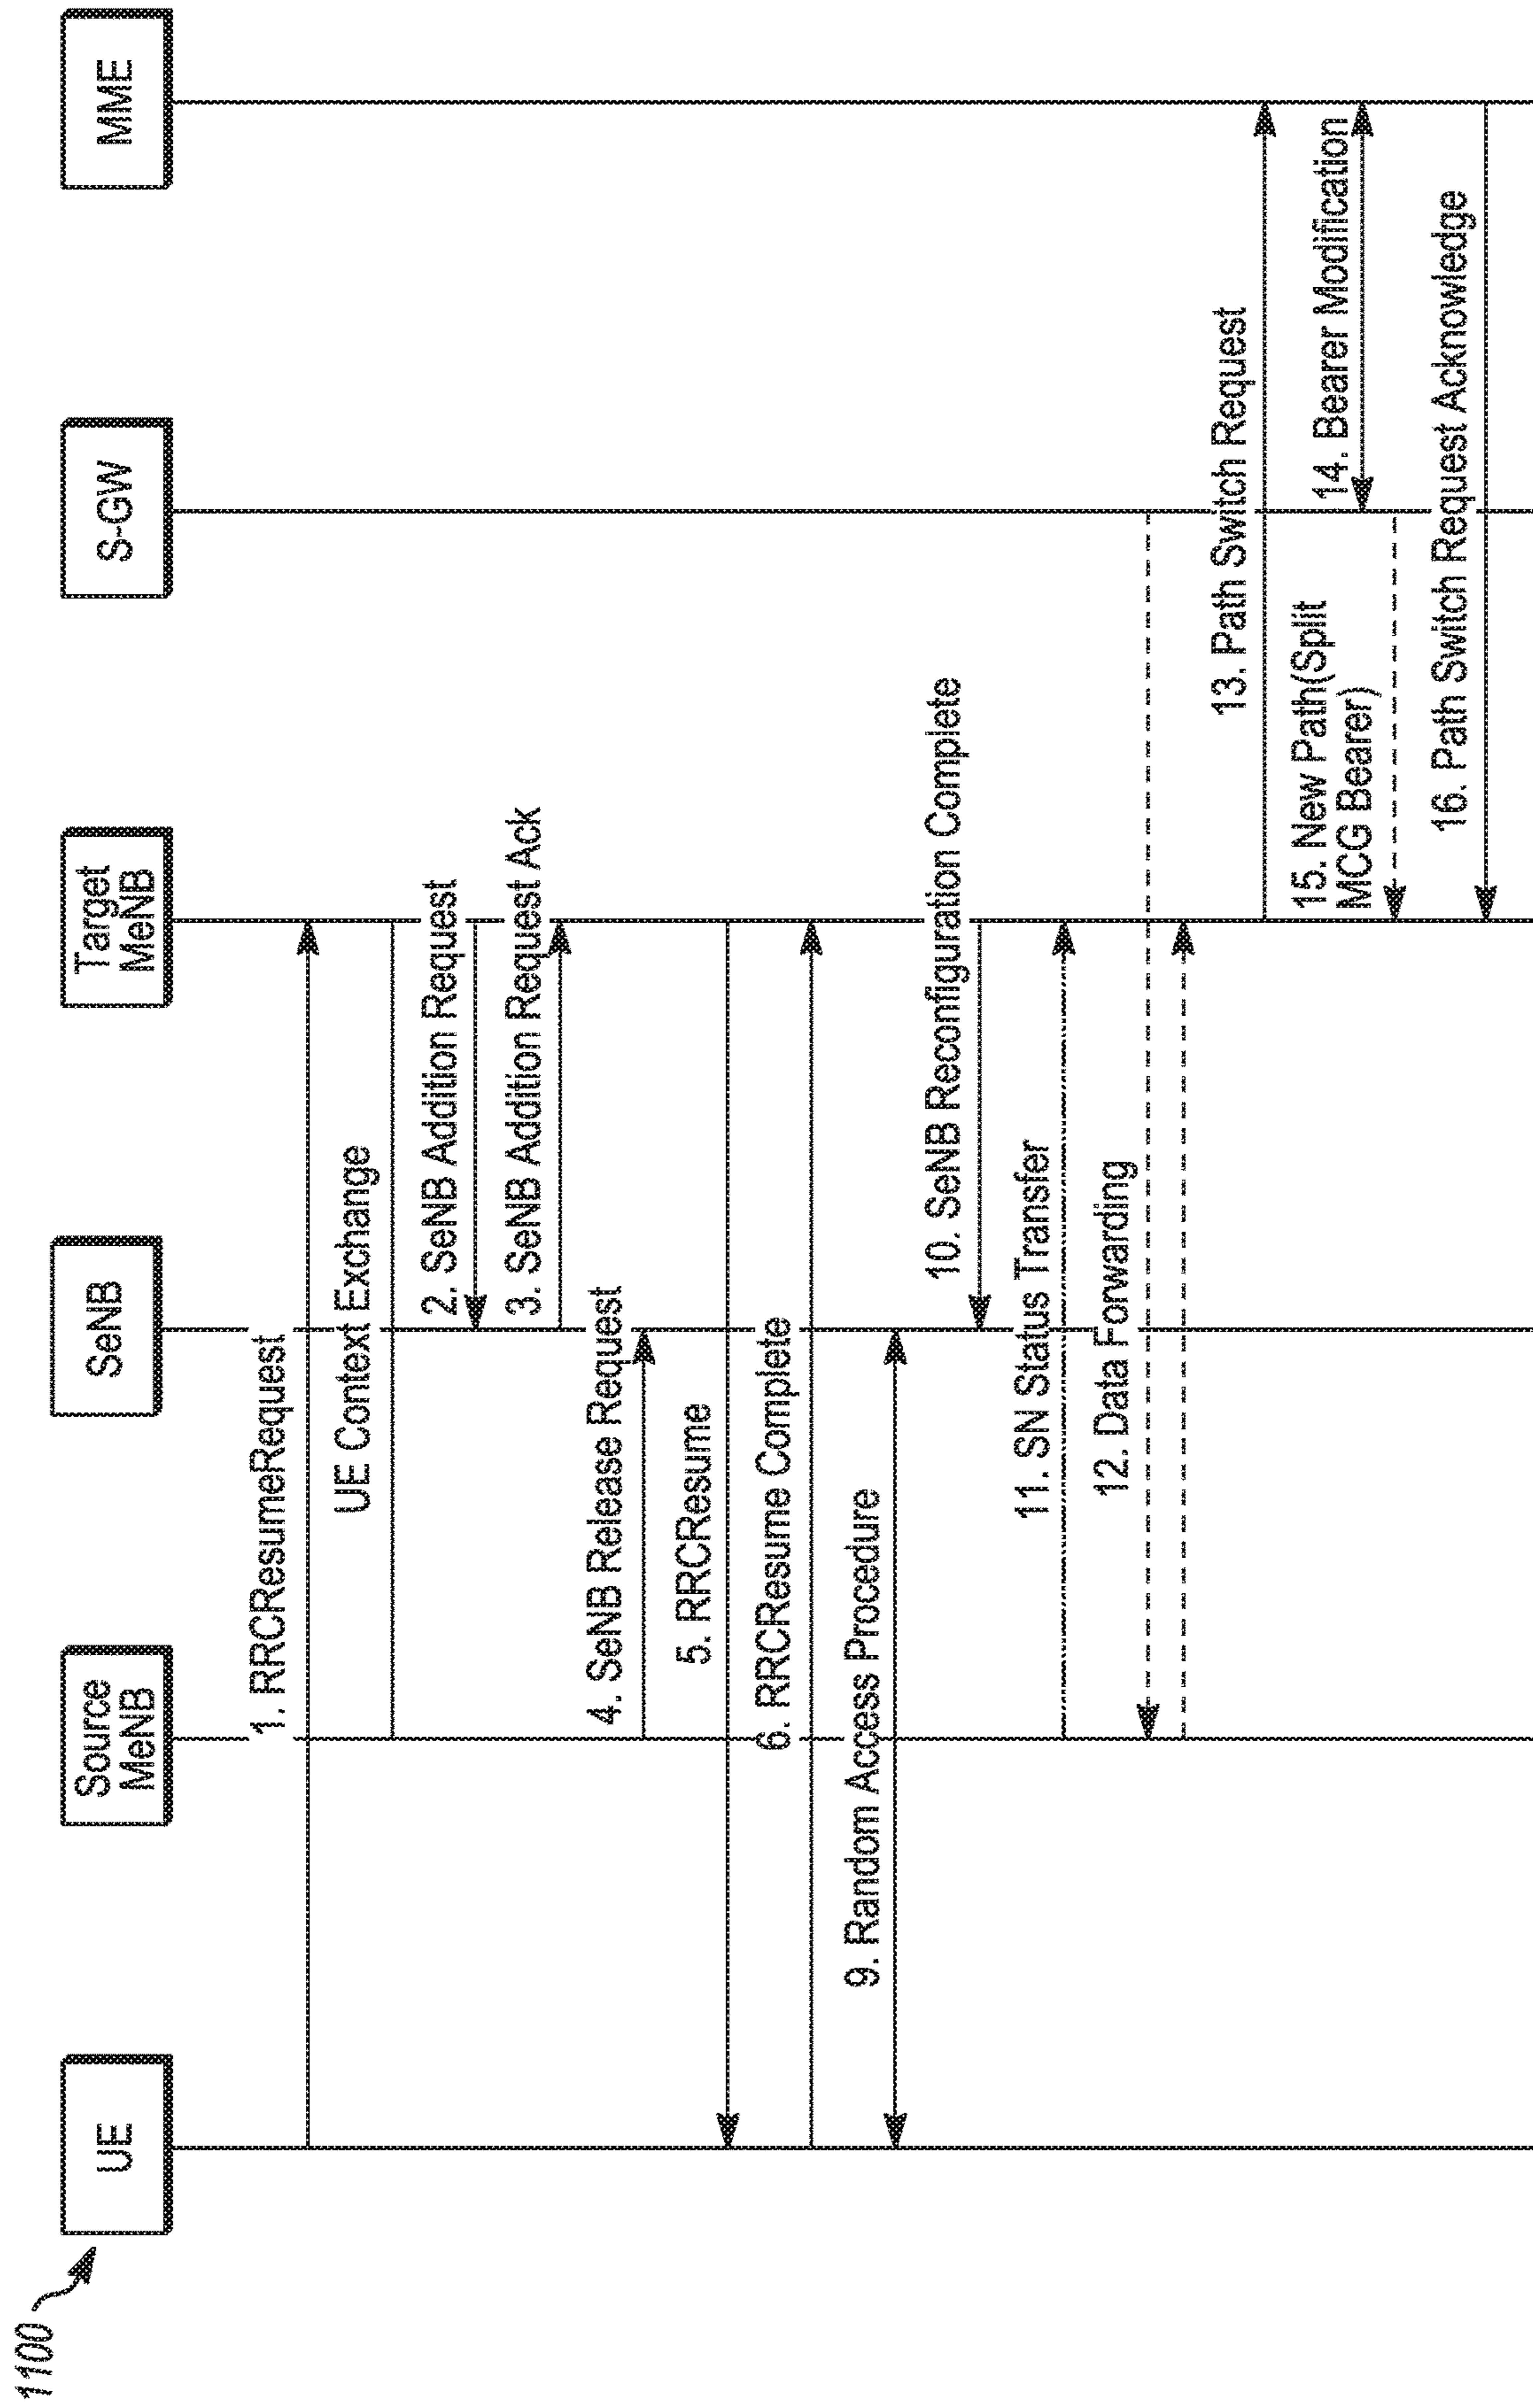 1100
UE
Source
MeNB
SeNB
Target
MeNB
S-GW
MME
1. RRCResumeRequest
UE Context Exchange
2. SeNB Addition Request
3. SeNB Addition Request Ack
4. SeNB Release Request
5. RRCResume
6. RRCResume Complete
9. Random Access Procedure
10. SeNB Reconfiguration Complete
11. SN Status Transfer
12. Data Forwarding
13. Path Switch Request
14. Bearer Modification
15. New Path(Split
MCG Bearer)
16. Path Switch Request Acknowledge